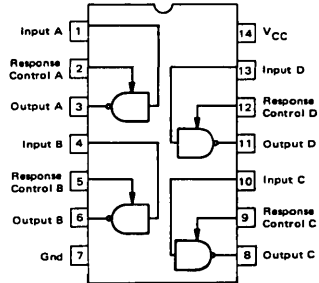 Input A 1
Response
Control A 2
Output A 3
Input B 4
Response
Control B 5
Output B 6
Gnd 7
14 VCC
13 Input D
12 Response
Control D
11 Output D
10 Input C
9 Response
Control C
8 Output C